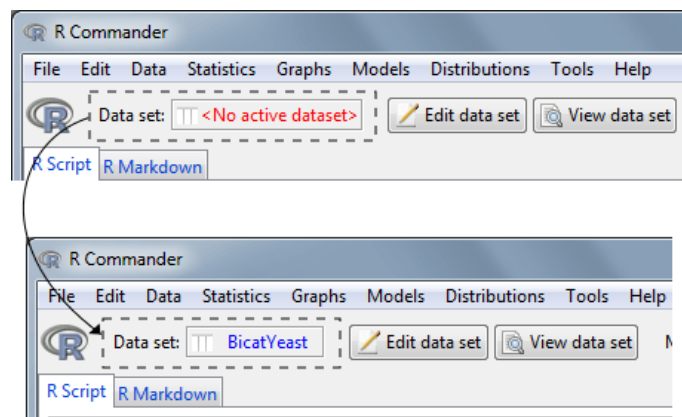 R Commander
File Edit Data Statistics Graphs Models Distributions Tools Help
R Data set: <No active dataset> Edit data set View data set
R Script R Markdown
R Commander
File Edit Data Statistics Graphs Models Distributions Tools Help
R Data set: BicatYeast Edit data set View data set
R Script R Markdown